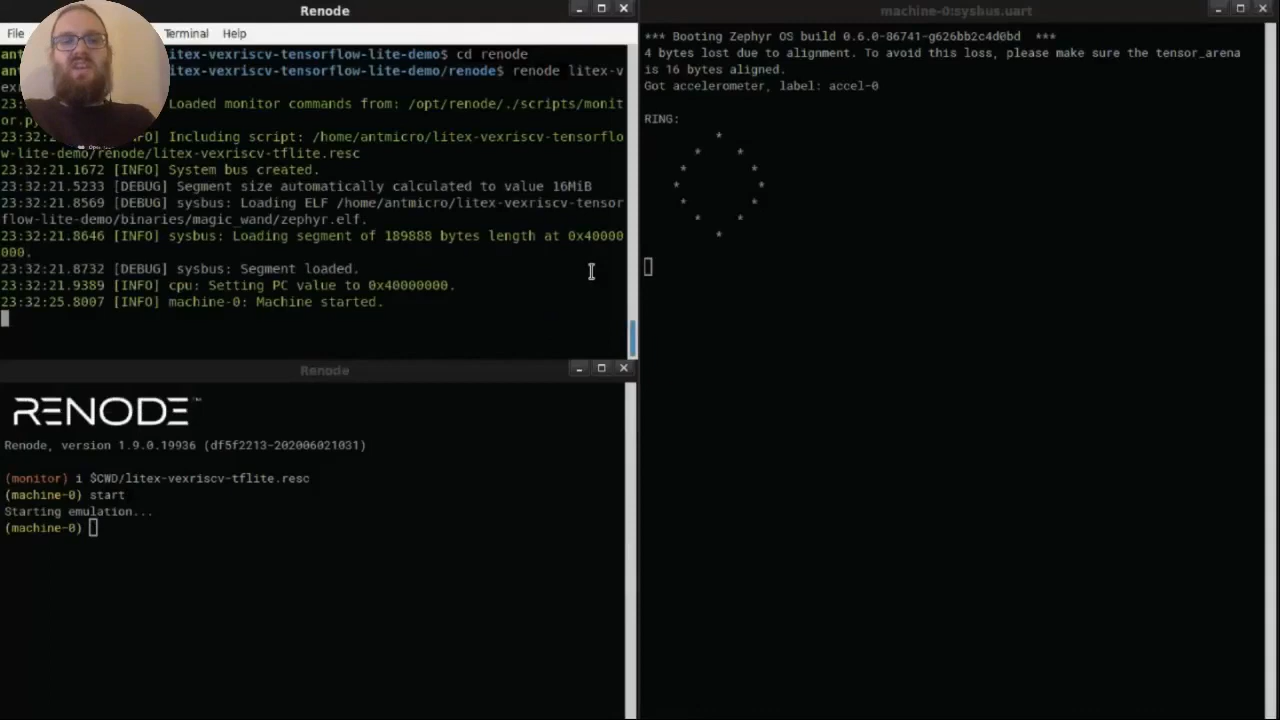 Renode
File
Terminal Help
ant
litex-vexriscv-tensorflow-lite-demo$ cd renode
ant
litex-vexriscv-tensorflow-lite-demo/renode$ renode litex-v
ex
23:
Loaded monitor commands from: /opt/renode/./scripts/monit
or.p
23:
FO] Including script: /home/antmicro/litex-vexriscv-tensorflo
w-lite-demo/renode/litex-vexriscv-tflite.resc
23:32:21.1672 [INFO] System bus created.
23:32:21.5233 [DEBUG] Segment size automatically calculated to value 16MiB
23:32:21.8569 [DEBUG] sysbus: Loading ELF /home/antmicro/litex-vexriscv-tensor
flow-lite-demo/binaries/magic_wand/zephyr.elf.
23:32:21.8646 [INFO] sysbus: Loading segment of 189888 bytes length at 0x40000
000.
23:32:21.8732 [DEBUG] sysbus: Segment loaded.
23:32:21.9389 [INFO] cpu: Setting PC value to 0x40000000.
23:32:25.8007 [INFO] machine-0: Machine started.
Renode
RENODE™
Renode, version 1.9.0.19936 (df5f2213-202006021031)
(monitor) i $CWD/litex-vexriscv-tflite.resc
(machine-0) start
Starting emulation...
(machine-0)
machine-0:sysbus.uart
*** Booting Zephyr OS build 0.6.0-86741-g626bb2c4d0bd ***
4 bytes lost due to alignment. To avoid this loss, please make sure the tensor_arena
is 16 bytes aligned.
Got accelerometer, label: accel-0
RING:
*
* *
* *
* *
* *
* *
*